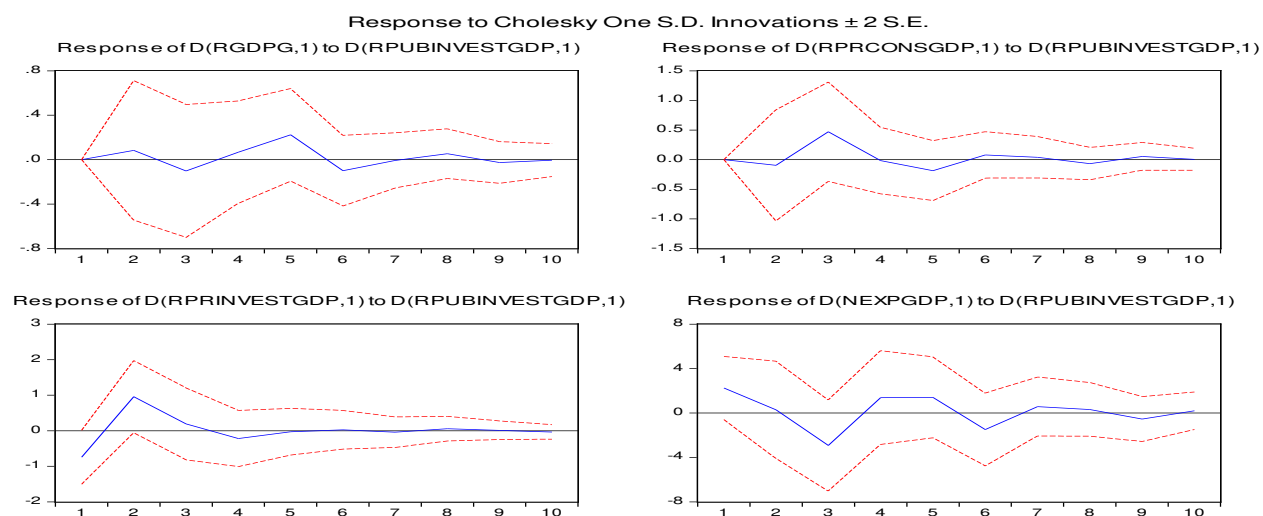 Response to Cholesky One S.D. Innovations ± 2 S.E.
Response of D(RGDPG,1) to D(RPUBINVESTGDP,1)
.8
.4
.0
-.4
-.8
1 2 3 4 5 6 7 8 9 10
Response of D(RPRCONSGDP,1) to D(RPUBINVESTGDP,1)
1.5
1.0
0.5
0.0
-0.5
-1.0
-1.5
1 2 3 4 5 6 7 8 9 10
Response of D(RPRINVESTGDP,1) to D(RPUBINVESTGDP,1)
3
2
1
0
-1
-2
1 2 3 4 5 6 7 8 9 10
Response of D(NEXPGDP,1) to D(RPUBINVESTGDP,1)
8
4
0
-4
-8
1 2 3 4 5 6 7 8 9 10